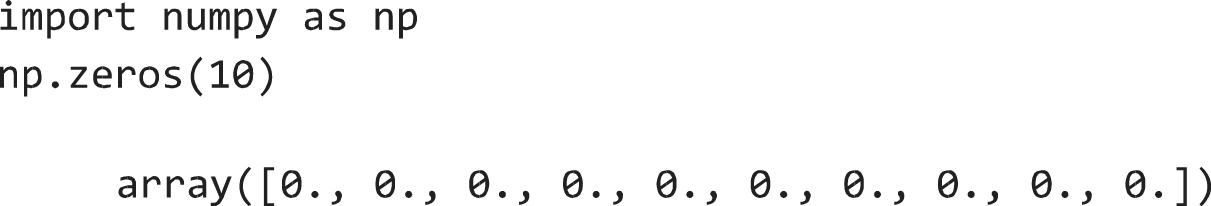 import numpy as np
np.zeros(10)
array([0., 0., 0., 0., 0., 0., 0., 0., 0., 0.])